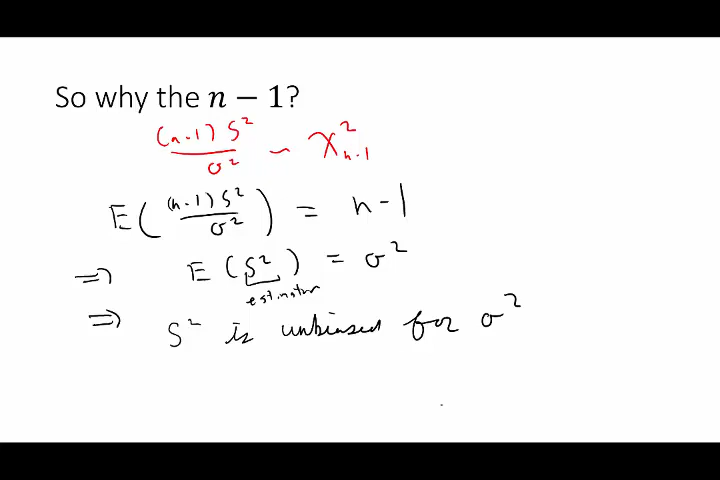 So why the n − 1?
(n-1) S² / σ² ~ χ²ₙ₋₁
E( (n-1) S² / σ² ) = n-1
⇒ E (S²) = σ²
estimator
⇒ S² is unbiased for σ²